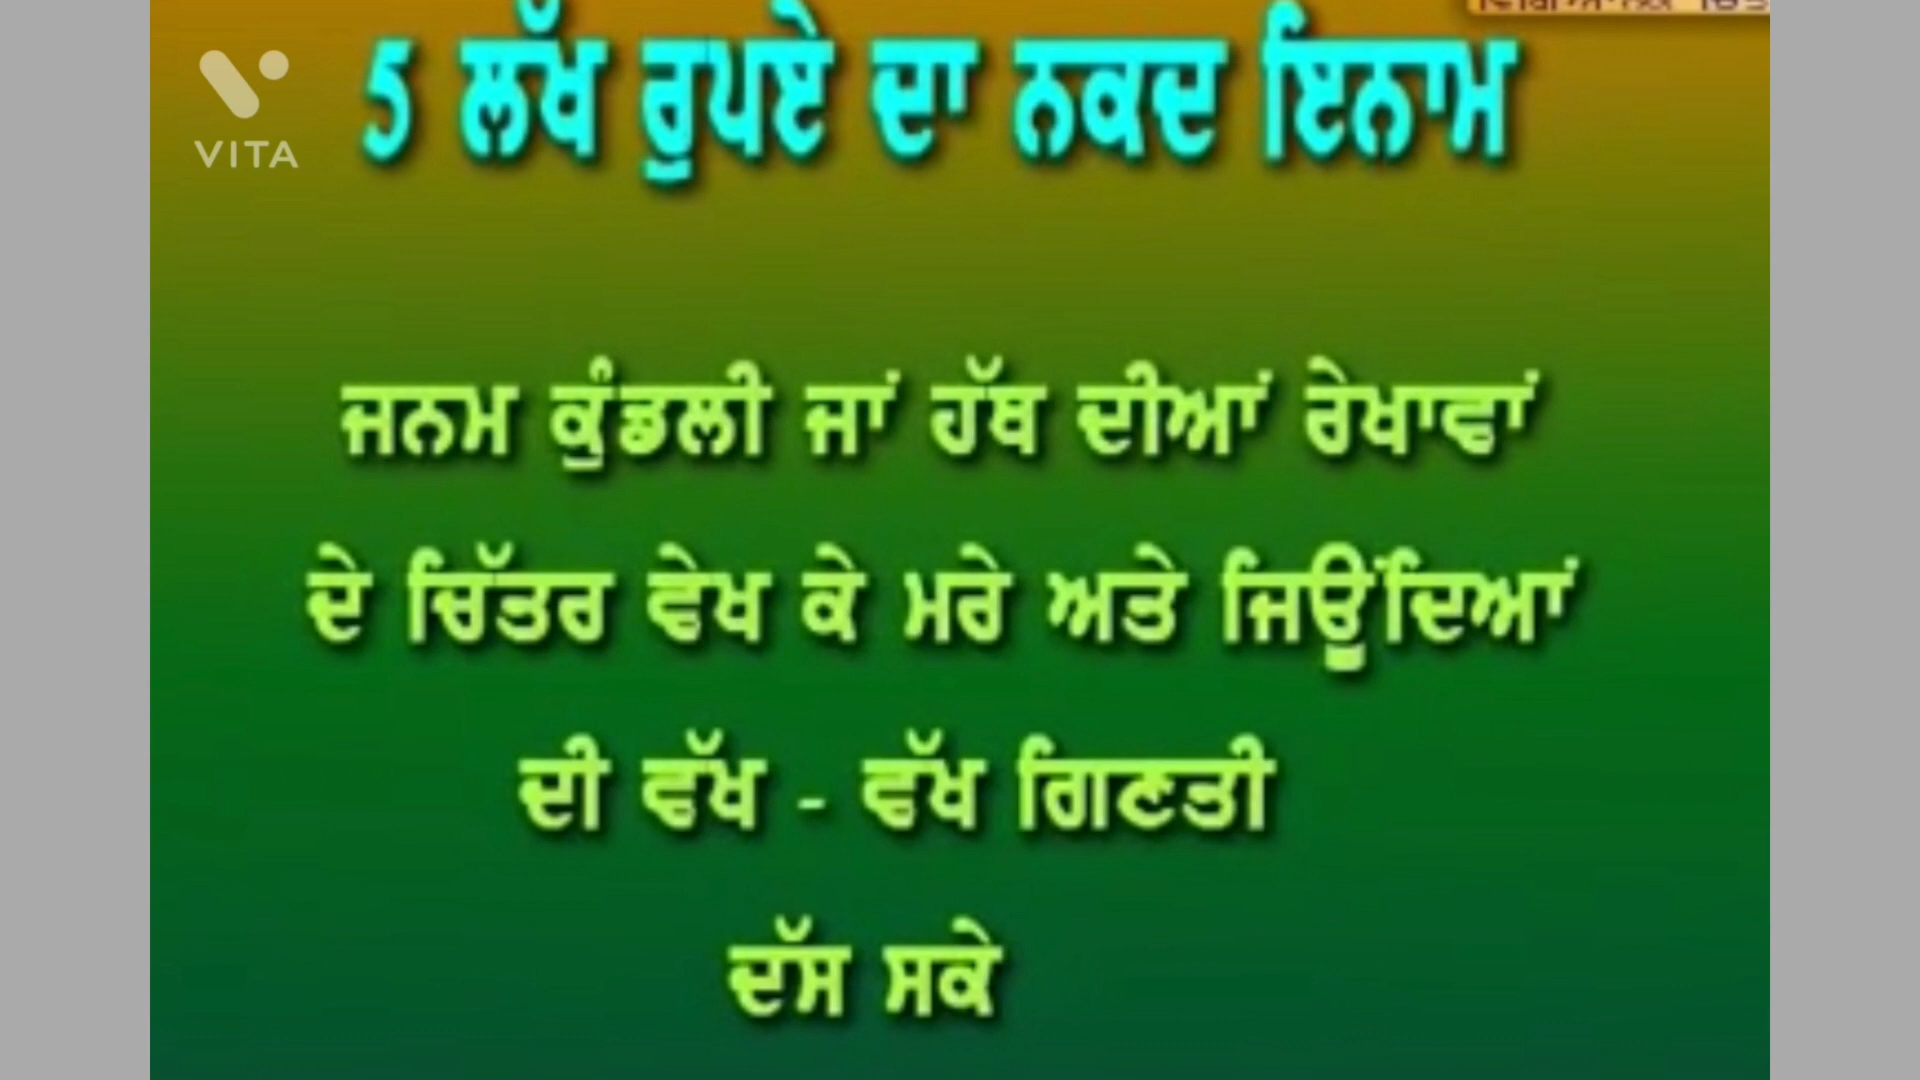 VITA
5 ਲੱਖ ਰੁਪਏ ਦਾ ਨਕਦ ਇਨਾਮ
ਜਨਮ ਕੁੰਡਲੀ ਜਾਂ ਹੱਥ ਦੀਆਂ ਰੇਖਾਵਾਂ
ਦੇ ਚਿੱਤਰ ਵੇਖ ਕੇ ਮਰੇ ਅਤੇ ਜਿਊਂਦਿਆਂ
ਦੀ ਵੱਖ - ਵੱਖ ਗਿਣਤੀ
ਦੱਸ ਸਕੇ